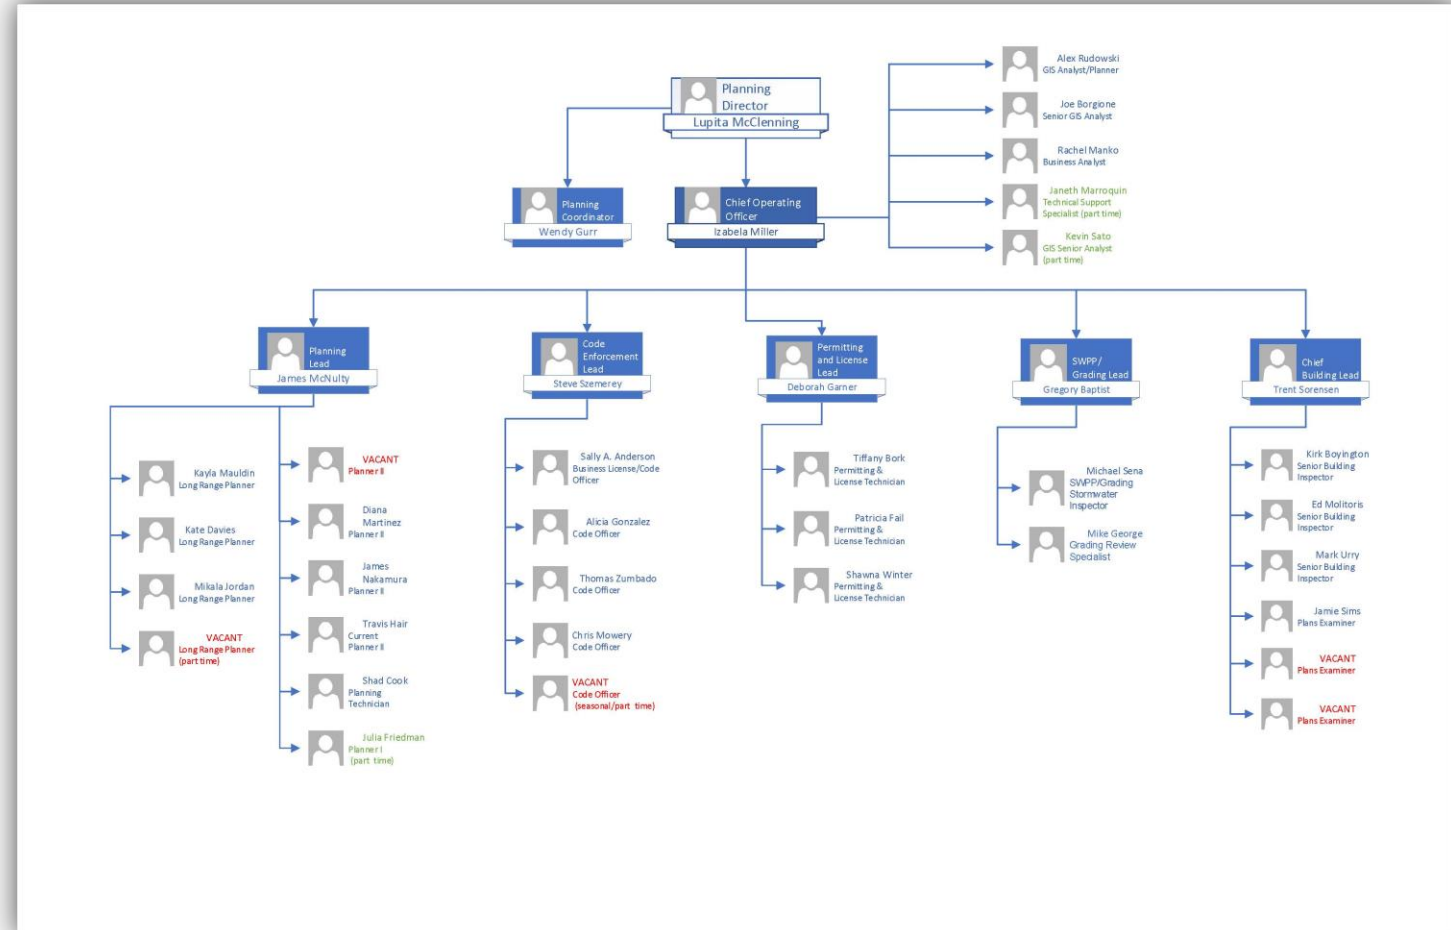 Planning
Director
Lupita McClenning
Planning
Coordinator
Wendy Gurr
Chief Operating
Officer
Izabela Miller
Alex Rudowski
GIS Analyst/Planner
Joe Borgione
Senior GIS Analyst
Rachel Manko
Business Analyst
Janeth Marroquin
Technical Support
Specialist (part time)
Kevin Sato
GIS Senior Analyst
(part time)
Planning
Lead
James McNulty
Kayla Mauldin
Long Range Planner
Kate Davies
Long Range Planner
Mikala Jordan
Long Range Planner
VACANT
Long Range Planner
(part time)
VACANT
Planner II
Diana
Martinez
Planner II
James
Nakamura
Planner II
Travis Hair
Current
Planner II
Shad Cook
Planning
Technician
Julia Friedman
Planner I
(part time)
Code
Enforcement
Lead
Steve Szemerey
Sally A. Anderson
Business License/Code
Officer
Alicia Gonzalez
Code Officer
Thomas Zumbado
Code Officer
Chris Mowery
Code Officer
VACANT
Code Officer
(seasonal/part time)
Permitting
and License
Lead
Deborah Garner
Tiffany Bork
Permitting &
License Technician
Patricia Fail
Permitting &
License Technician
Shawna Winter
Permitting &
License Technician
SWPP/
Grading Lead
Gregory Baptist
Michael Sena
SWPP/Grading
Stormwater
Inspector
Mike George
Grading Review
Specialist
Chief
Building Lead
Trent Sorensen
Kirk Boyington
Senior Building
Inspector
Ed Molitoris
Senior Building
Inspector
Mark Urry
Senior Building
Inspector
Jamie Sims
Plans Examiner
VACANT
Plans Examiner
VACANT
Plans Examiner